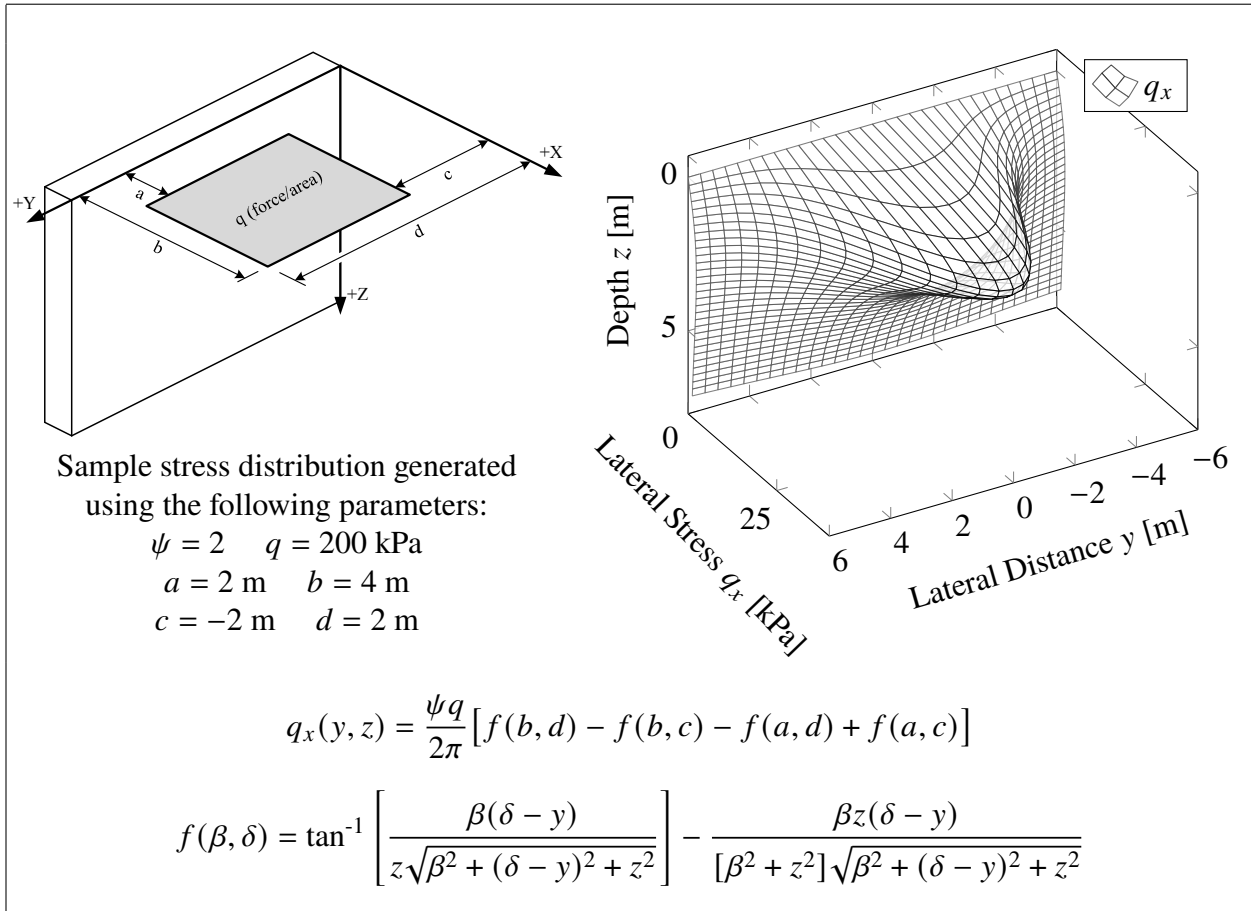 +X
+Y
+Z
a
b
c
d
q (force/area)
Sample stress distribution generated
using the following parameters:
ψ = 2 q = 200 kPa
a = 2 m b = 4 m
c = −2 m d = 2 m
q_x
Depth z [m]
0
5
Lateral Stress q_x [kPa]
0
25
Lateral Distance y [m]
6 4 2 0 −2 −4 −6
q_x(y, z) = ψq/2π [f(b, d) − f(b, c) − f(a, d) + f(a, c)]
f(β, δ) = tan⁻¹ [β(δ − y) / z√(β² + (δ − y)² + z²)] − βz(δ − y) / [β² + z²]√(β² + (δ − y)² + z²)